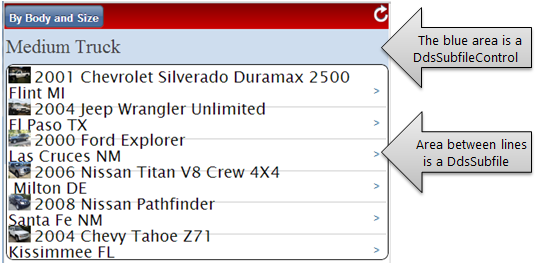 By Body and Size
Medium Truck
2001 Chevrolet Silverado Duramax 2500
Flint MI
>
2004 Jeep Wrangler Unlimited
El Paso TX
>
2000 Ford Explorer
Las Cruces NM
>
2006 Nissan Titan V8 Crew 4X4
Milton DE
>
2008 Nissan Pathfinder
Santa Fe NM
>
2004 Chevy Tahoe Z71
Kissimmee FL
>
The blue area is a
DdsSubfileControl
Area between lines
is a DdsSubfile